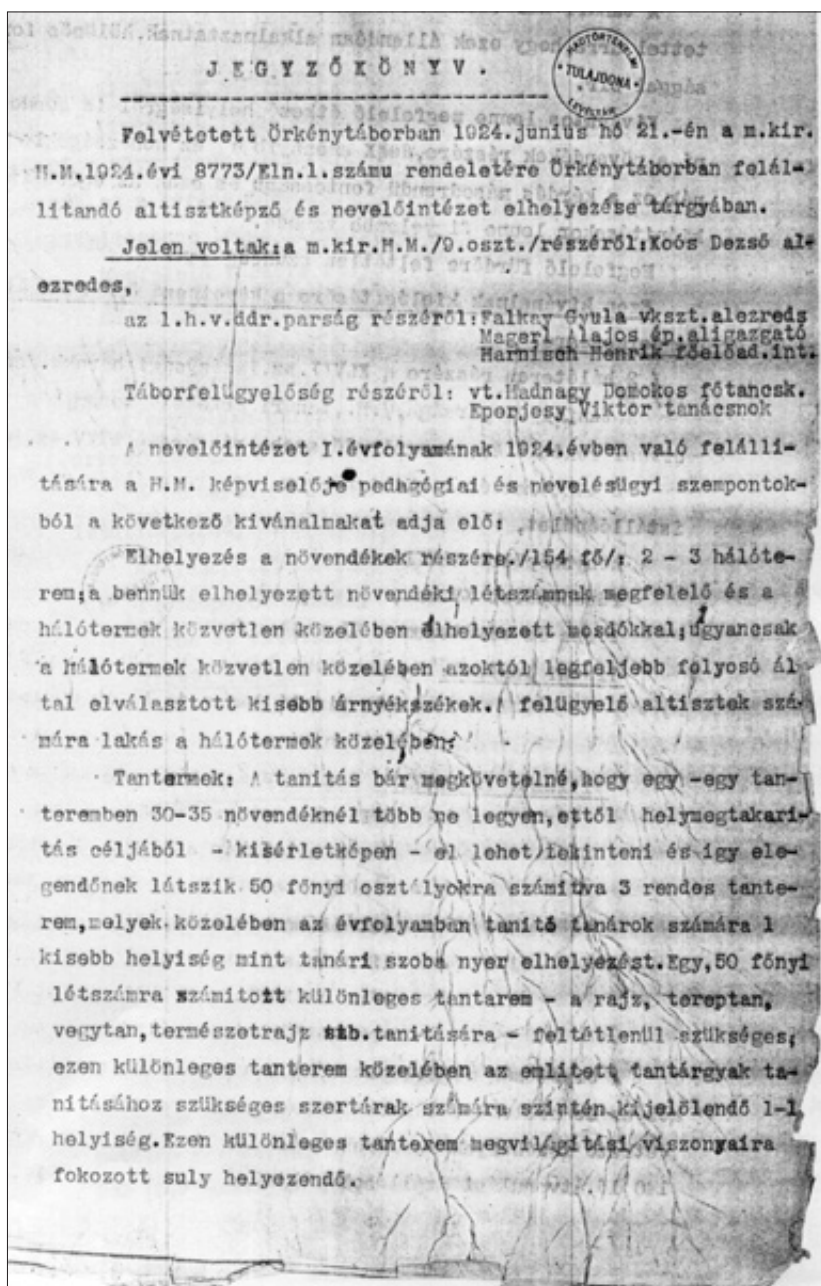 JEGYZŐKÖNYV.
HADTÖRTÉNELMI
* TULAJDONA *
LEVÉLTÁR
Felvétetett Örkénytáborban 1924.junius hó 21.-én a m.kir.
H.M.1924.évi 8773/Eln.1.számu rendeletére Örkénytáborban felál-
litandó altisztképző és nevelőintézet elhelyezése tárgyában.
Jelen voltak:a m.kir.H.M./9.oszt./részéről:Koós Dezső al-
ezredes,
az 1.h.v.ddr.parság részéről:Falkay Gyula vkszt.alezreds
Magerl Alajos ép.aligazgató
Harnisch Henrik főelőad.int.
Táborfelügyelőség részéről: vt.Hadnagy Domokos főtancsk.
Eperjesy Viktor tanácsnok
A nevelőintézet I.évfolyamának 1924.évben való felálli-
tására a H.M. képviselője pedagógiai és nevelésügyi szempontok-
ból a következő kivánalmakat adja elő:
Elhelyezés a növendékek részére./154 fő/: 2 - 3 hálóte-
rem;a bennük elhelyezett növendéki létszámnak megfelelő és a
hálótermek közvetlen közelében elhelyezett mosdókkal;ugyancsak
a hálótermek közvetlen közelében azoktól legfeljebb folyosó ál-
tal elválasztott kisebb árnyékszékek.A felügyelő altisztek szá-
mára lakás a hálótermek közelében.
Tantermek: A tanitás bár megkövetelné,hogy egy -egy tan-
teremben 30-35 növendéknél több ne legyen,ettől helymegtakari-
tás céljából - kisérletképen - el lehet tekinteni és igy ele-
gendőnek látszik 50 főnyi osztályokra számitva 3 rendes tante-
rem,melyek közelében az évfolyamban tanitó tanárok számára 1
kisebb helyiség mint tanári szoba nyer elhelyezést.Egy,50 főnyi
létszámra számitott különleges tantarem - a rajz, tereptan,
vegytan,természetrajz stb.tanitására - feltétlenül szükséges,
ezen különleges tanterem közelében az emlitett tantárgyak ta-
nitásához szükséges szertárak számára szintén kijelölendő 1-1
helyiség.Ezen különleges tanterem megvilágitási viszonyaira
fokozott suly helyezendő.